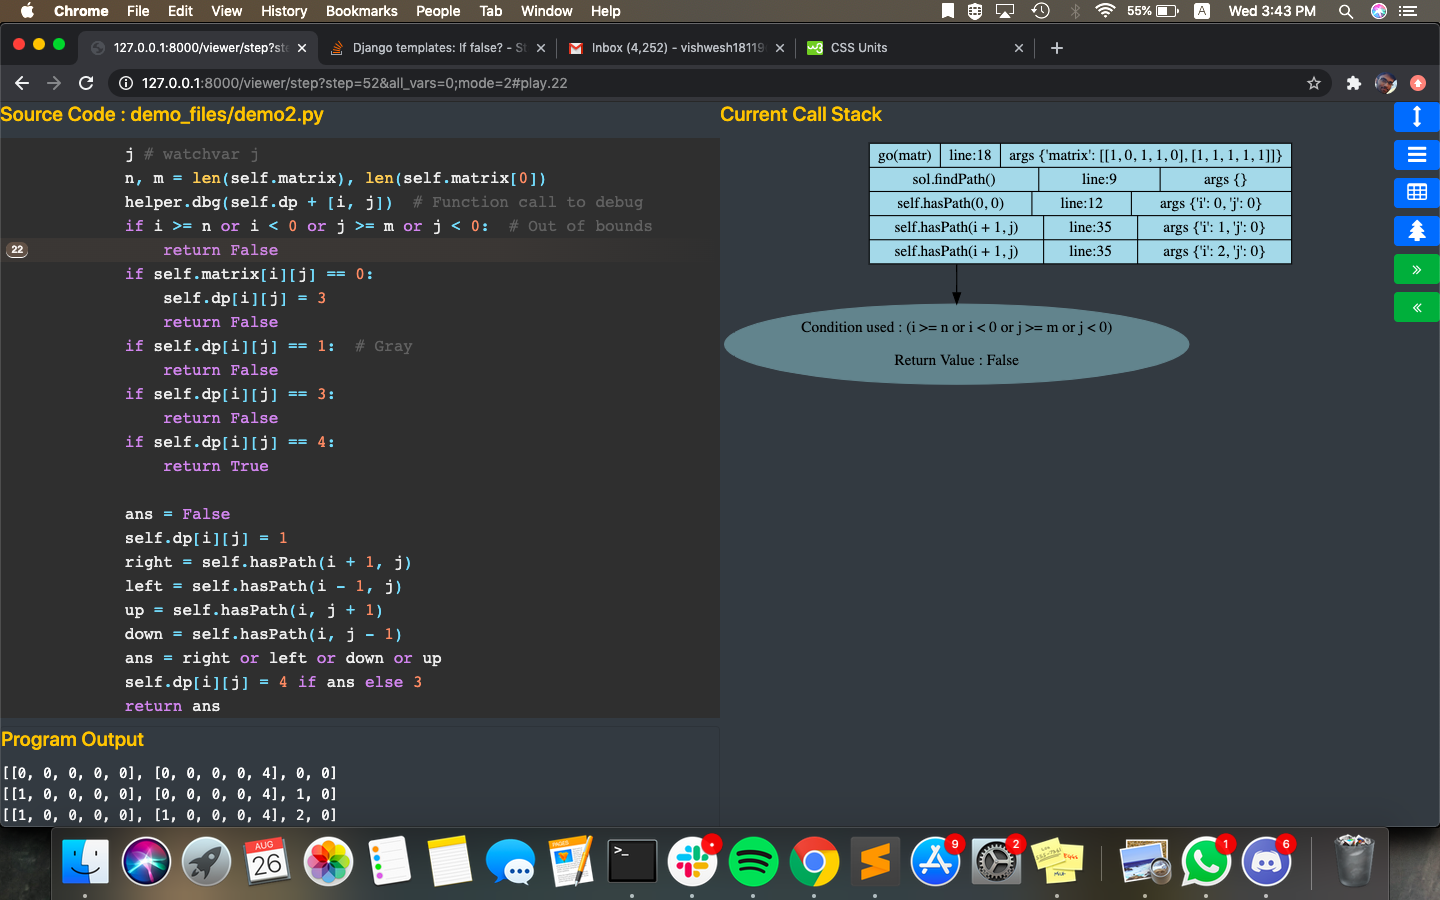 Chrome File Edit View History Bookmarks People Tab Window Help 55% A Wed 3:43 PM
127.0.0.1:8000/viewer/step?ste Django templates: If false? - St Inbox (4,252) - vishwesh18119 CSS Units
127.0.0.1:8000/viewer/step?step=52&all_vars=0;mode=2#play.22
Source Code : demo_files/demo2.py
j # watchvar j
n, m = len(self.matrix), len(self.matrix[0])
helper.dbg(self.dp + [i, j])  # Function call to debug
if i >= n or i < 0 or j >= m or j < 0:  # Out of bounds
22 return False
if self.matrix[i][j] == 0:
self.dp[i][j] = 3
return False
if self.dp[i][j] == 1:  # Gray
return False
if self.dp[i][j] == 3:
return False
if self.dp[i][j] == 4:
return True
ans = False
self.dp[i][j] = 1
right = self.hasPath(i + 1, j)
left = self.hasPath(i - 1, j)
up = self.hasPath(i, j + 1)
down = self.hasPath(i, j - 1)
ans = right or left or down or up
self.dp[i][j] = 4 if ans else 3
return ans
Program Output
[[0, 0, 0, 0, 0], [0, 0, 0, 0, 4], 0, 0]
[[1, 0, 0, 0, 0], [0, 0, 0, 0, 4], 1, 0]
[[1, 0, 0, 0, 0], [1, 0, 0, 0, 4], 2, 0]
Current Call Stack
go(matr) line:18 args {'matrix': [[1, 0, 1, 1, 0], [1, 1, 1, 1, 1]]}
sol.findPath() line:9 args {}
self.hasPath(0, 0) line:12 args {'i': 0, 'j': 0}
self.hasPath(i + 1, j) line:35 args {'i': 1, 'j': 0}
self.hasPath(i + 1, j) line:35 args {'i': 2, 'j': 0}
Condition used : (i >= n or i < 0 or j >= m or j < 0)
Return Value : False
AUG
26
PAGES
>_
9
2
1
6